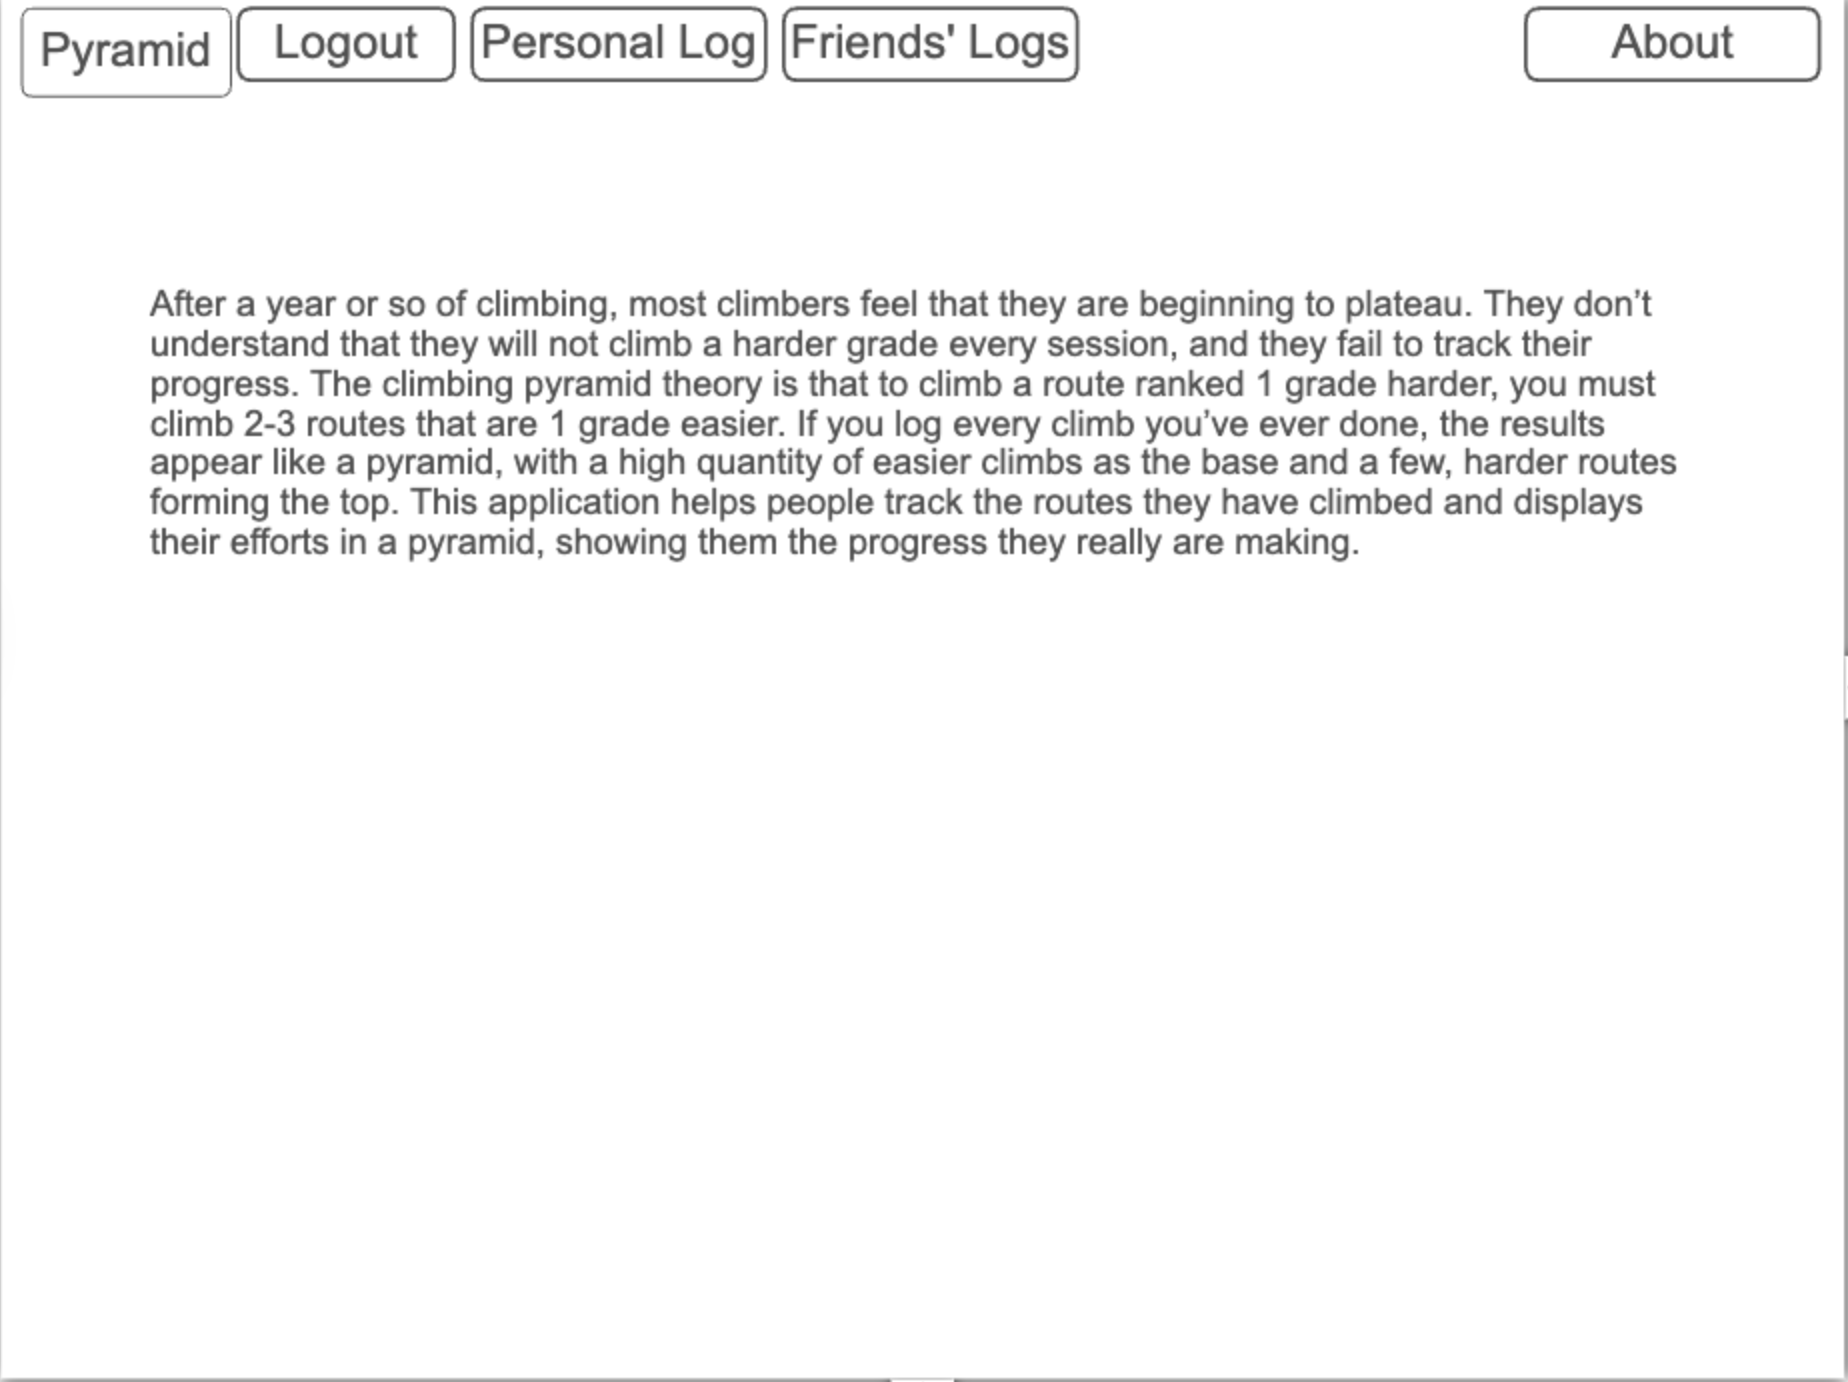 Pyramid Logout Personal Log Friends' Logs About
After a year or so of climbing, most climbers feel that they are beginning to plateau. They don’t
understand that they will not climb a harder grade every session, and they fail to track their
progress. The climbing pyramid theory is that to climb a route ranked 1 grade harder, you must
climb 2-3 routes that are 1 grade easier. If you log every climb you’ve ever done, the results
appear like a pyramid, with a high quantity of easier climbs as the base and a few, harder routes
forming the top. This application helps people track the routes they have climbed and displays
their efforts in a pyramid, showing them the progress they really are making.